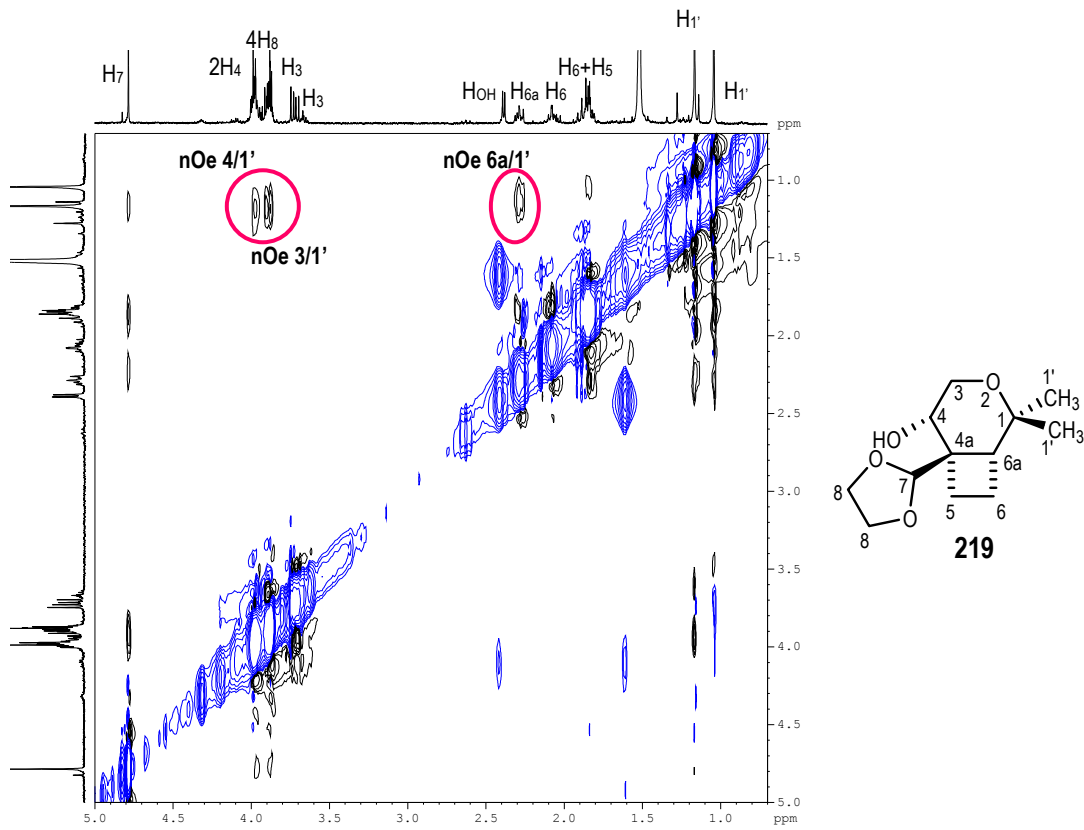 H1'
4H8
2H4
H3
H6+H5
H7
H3
HOH
H6a
H6
H1'
ppm
nOe 4/1'
nOe 6a/1'
nOe 3/1'
1.0
1.5
2.0
2.5
3.0
3.5
4.0
4.5
5.0
5.0
4.5
4.0
3.5
3.0
2.5
2.0
1.5
1.0
ppm
3
O
2
1'
CH3
4
1
HO
CH3
4a
1'
O
6a
7
8
O
5
6
8
219